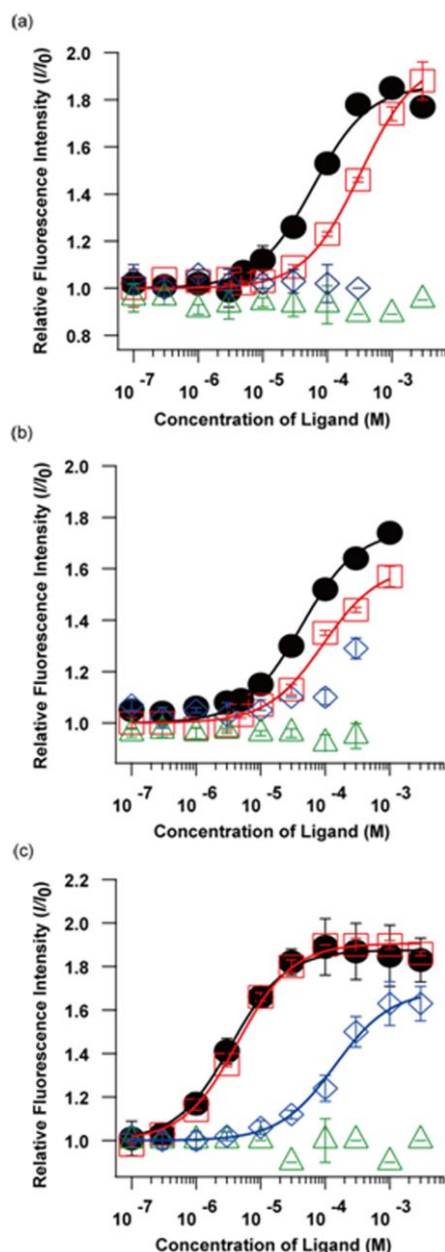 (a)
2.0
1.8
1.6
1.4
1.2
1.0
0.8
Relative Fluorescence Intensity (I/I0)
10-7 10-6 10-5 10-4 10-3
Concentration of Ligand (M)
(b)
2.0
1.8
1.6
1.4
1.2
1.0
Relative Fluorescence Intensity (I/I0)
10-7 10-6 10-5 10-4 10-3
Concentration of Ligand (M)
(c)
2.2
2.0
1.8
1.6
1.4
1.2
1.0
Relative Fluorescence Intensity (I/I0)
10-7 10-6 10-5 10-4 10-3
Concentration of Ligand (M)